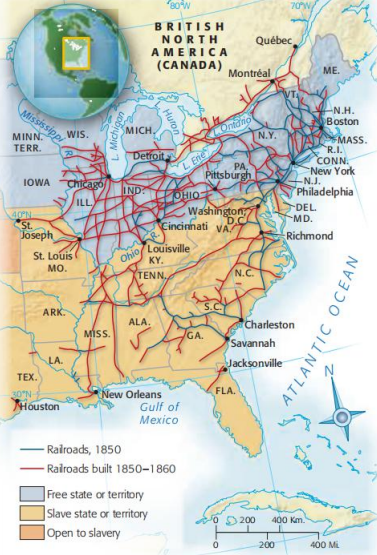 80°W
70°W
BRITISH
NORTH
AMERICA
(CANADA)
Québec
Montréal
ME.
VT.
N.H.
Boston
MASS.
R.I.
CONN.
New York
N.J.
Philadelphia
DEL.
MD.
Mississippi R.
MINN.
TERR.
WIS.
L. Michigan
MICH.
L. Huron
L. Ontario
N.Y.
Detroit
L. Erie
PA.
Pittsburgh
IOWA
Chicago
ILL.
IND.
OHIO
Washington,
D.C.
VA.
Richmond
40°N
St.
Joseph
Cincinnati
St. Louis
MO.
Ohio R.
Louisville
KY.
TENN.
N.C.
ARK.
S.C.
Charleston
MISS.
ALA.
GA.
Savannah
LA.
Jacksonville
TEX.
30°N
Houston
New Orleans
FLA.
Gulf of
Mexico
ATLANTIC OCEAN
N
Railroads, 1850
Railroads built 1850–1860
Free state or territory
Slave state or territory
Open to slavery
0 200 400 Km.
0 200 400 Mi.